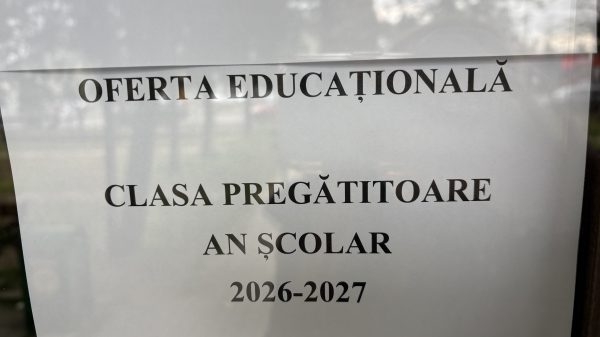 OFERTA EDUCAȚIONALĂ
CLASA PREGĂTITOARE
AN ȘCOLAR
2026-2027